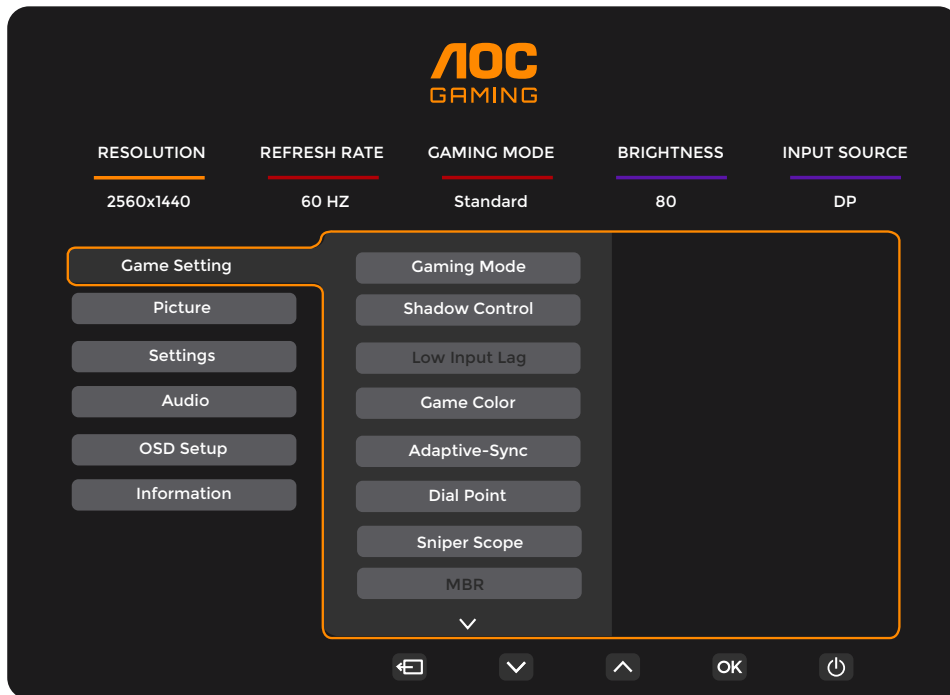 AOC
GAMING
RESOLUTION REFRESH RATE GAMING MODE BRIGHTNESS INPUT SOURCE
2560x1440 60 HZ Standard 80 DP
Game Setting
Picture
Settings
Audio
OSD Setup
Information
Gaming Mode
Shadow Control
Low Input Lag
Game Color
Adaptive-Sync
Dial Point
Sniper Scope
MBR
OK